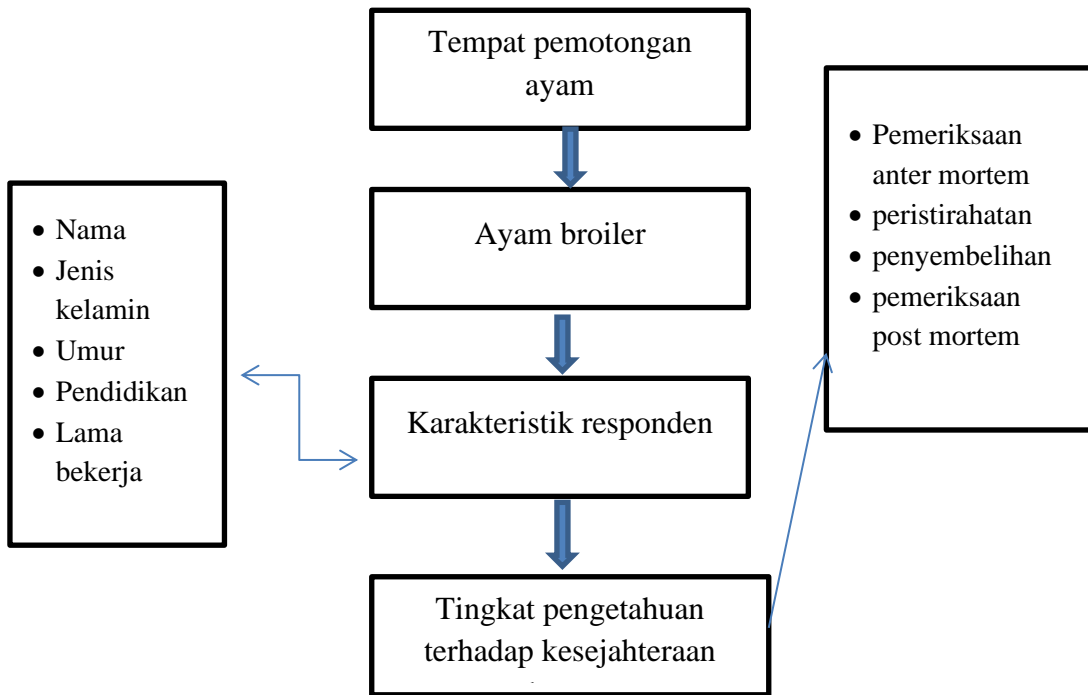 Tempat pemotongan
ayam
Ayam broiler
Karakteristik responden
Tingkat pengetahuan
terhadap kesejahteraan
• Nama
• Jenis
kelamin
• Umur
• Pendidikan
• Lama
bekerja
• Pemeriksaan
anter mortem
• peristirahatan
• penyembelihan
• pemeriksaan
post mortem